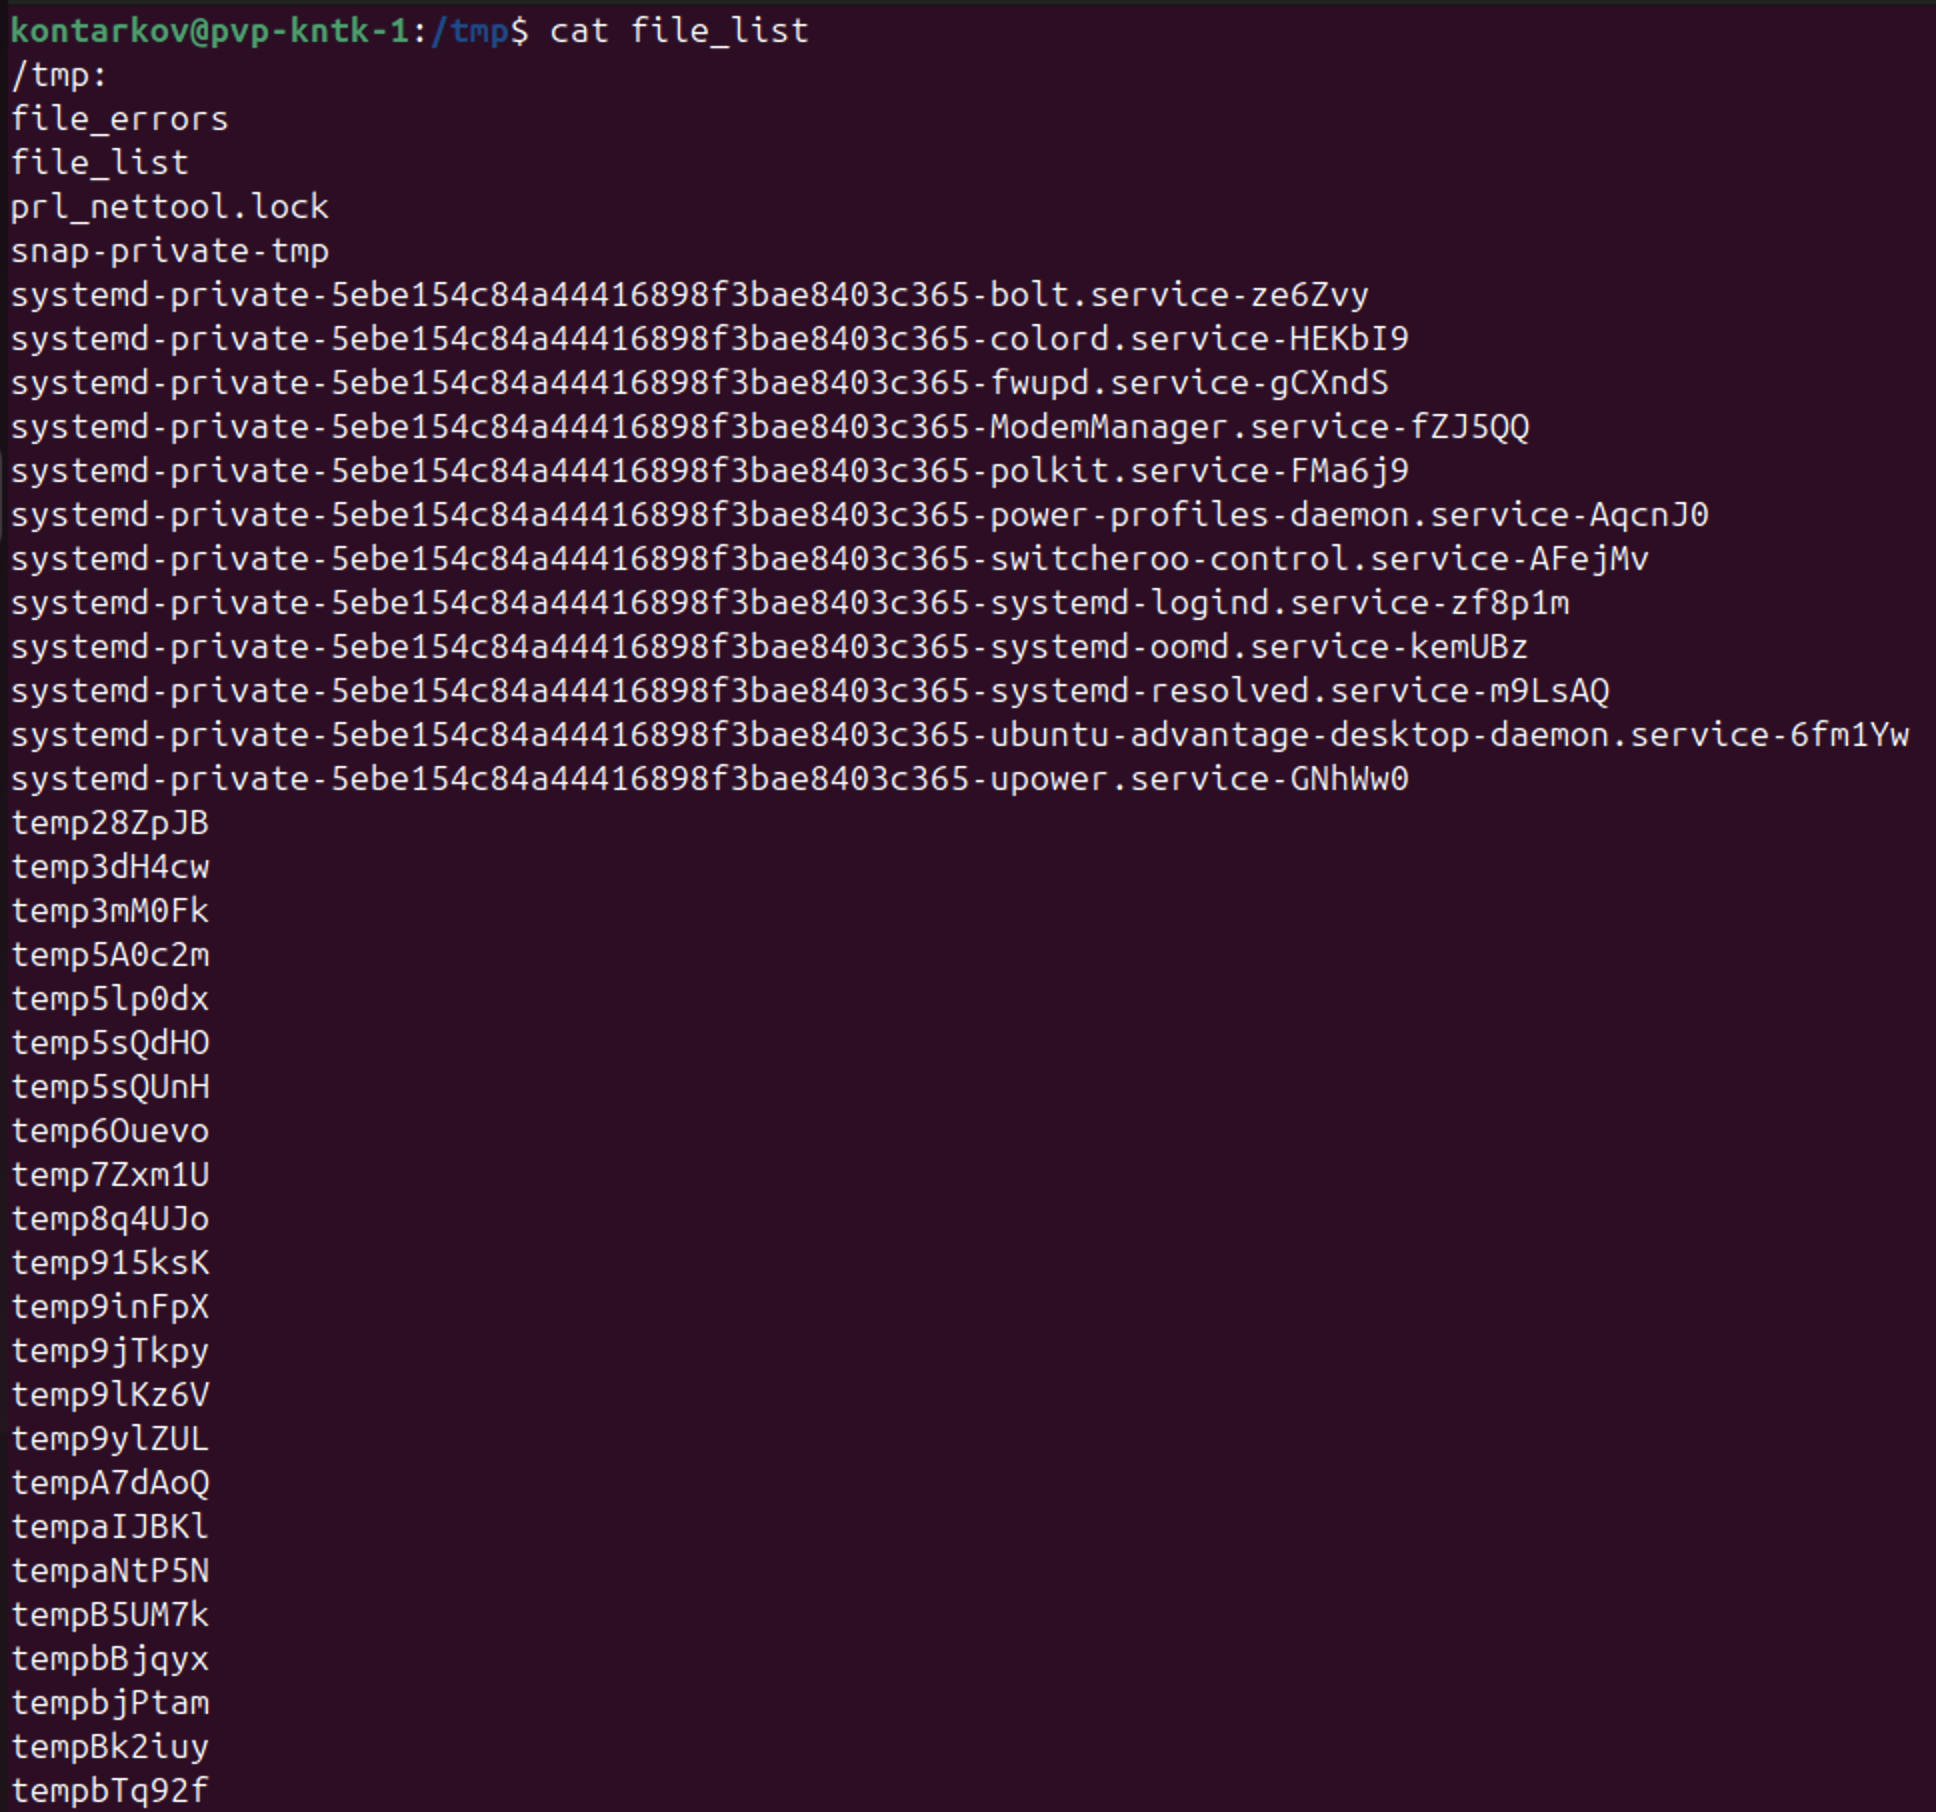 kontarkov@pvp-kntk-1:/tmp$ cat file_list
/tmp:
file_errors
file_list
prl_nettool.lock
snap-private-tmp
systemd-private-5ebe154c84a44416898f3bae8403c365-bolt.service-ze6Zvy
systemd-private-5ebe154c84a44416898f3bae8403c365-colord.service-HEKbI9
systemd-private-5ebe154c84a44416898f3bae8403c365-fwupd.service-gCXndS
systemd-private-5ebe154c84a44416898f3bae8403c365-ModemManager.service-fZJ5QQ
systemd-private-5ebe154c84a44416898f3bae8403c365-polkit.service-FMa6j9
systemd-private-5ebe154c84a44416898f3bae8403c365-power-profiles-daemon.service-AqcnJ0
systemd-private-5ebe154c84a44416898f3bae8403c365-switcheroo-control.service-AFejMv
systemd-private-5ebe154c84a44416898f3bae8403c365-systemd-logind.service-zf8p1m
systemd-private-5ebe154c84a44416898f3bae8403c365-systemd-oomd.service-kemUBz
systemd-private-5ebe154c84a44416898f3bae8403c365-systemd-resolved.service-m9LsAQ
systemd-private-5ebe154c84a44416898f3bae8403c365-ubuntu-advantage-desktop-daemon.service-6fm1Yw
systemd-private-5ebe154c84a44416898f3bae8403c365-upower.service-GNhWw0
temp28ZpJB
temp3dH4cw
temp3mM0Fk
temp5A0c2m
temp5lp0dx
temp5sQdHO
temp5sQUnH
temp6Ouevo
temp7Zxm1U
temp8q4UJo
temp915ksK
temp9inFpX
temp9jTkpy
temp9lKz6V
temp9ylZUL
tempA7dAoQ
tempaIJBKl
tempaNtP5N
tempB5UM7k
tempbBjqyx
tempbjPtam
tempBk2iuy
tempbTq92f